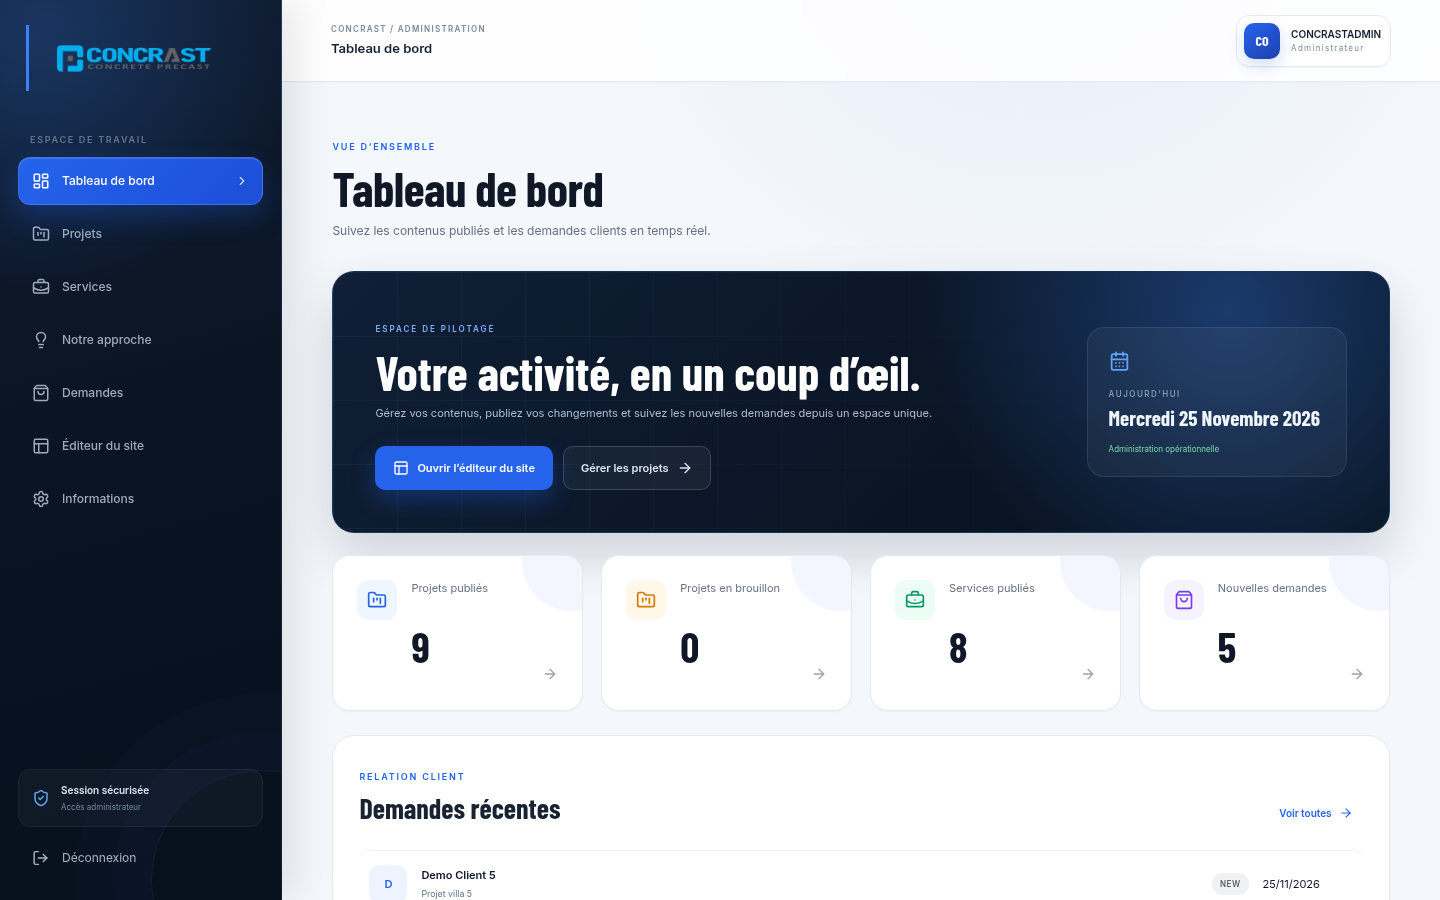 CONCRAST
CONCRETE PRECAST
ESPACE DE TRAVAIL
Tableau de bord
Projets
Services
Notre approche
Demandes
Éditeur du site
Informations
Session sécurisée
Accès administrateur
Déconnexion
CONCRAST / ADMINISTRATION
Tableau de bord
CO
CONCRASTADMIN
Administrateur
VUE D’ENSEMBLE
Tableau de bord
Suivez les contenus publiés et les demandes clients en temps réel.
ESPACE DE PILOTAGE
Votre activité, en un coup d’œil.
Gérez vos contenus, publiez vos changements et suivez les nouvelles demandes depuis un espace unique.
Ouvrir l’éditeur du site
Gérer les projets
AUJOURD’HUI
Mercredi 25 Novembre 2026
Administration opérationnelle
Projets publiés
9
Projets en brouillon
0
Services publiés
8
Nouvelles demandes
5
RELATION CLIENT
Demandes récentes
Voir toutes
D
Demo Client 5
Projet villa 5
NEW
25/11/2026